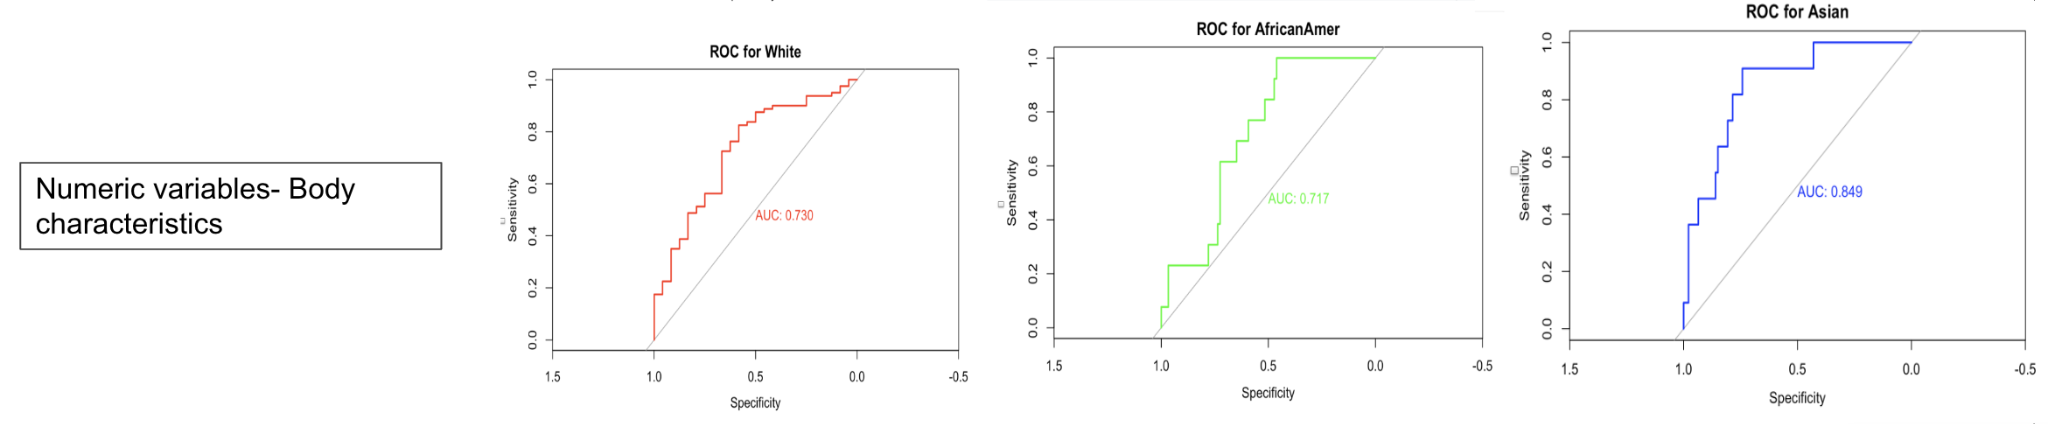 Numeric variables- Body
characteristics
ROC for White
Sensitivity
0.0
0.2
0.4
0.6
0.8
1.0
AUC: 0.730
1.5
1.0
0.5
0.0
-0.5
Specificity
ROC for AfricanAmer
Sensitivity
0.0
0.2
0.4
0.6
0.8
1.0
AUC: 0.717
1.5
1.0
0.5
0.0
-0.5
Specificity
ROC for Asian
Sensitivity
0.0
0.2
0.4
0.6
0.8
1.0
AUC: 0.849
1.5
1.0
0.5
0.0
-0.5
Specificity